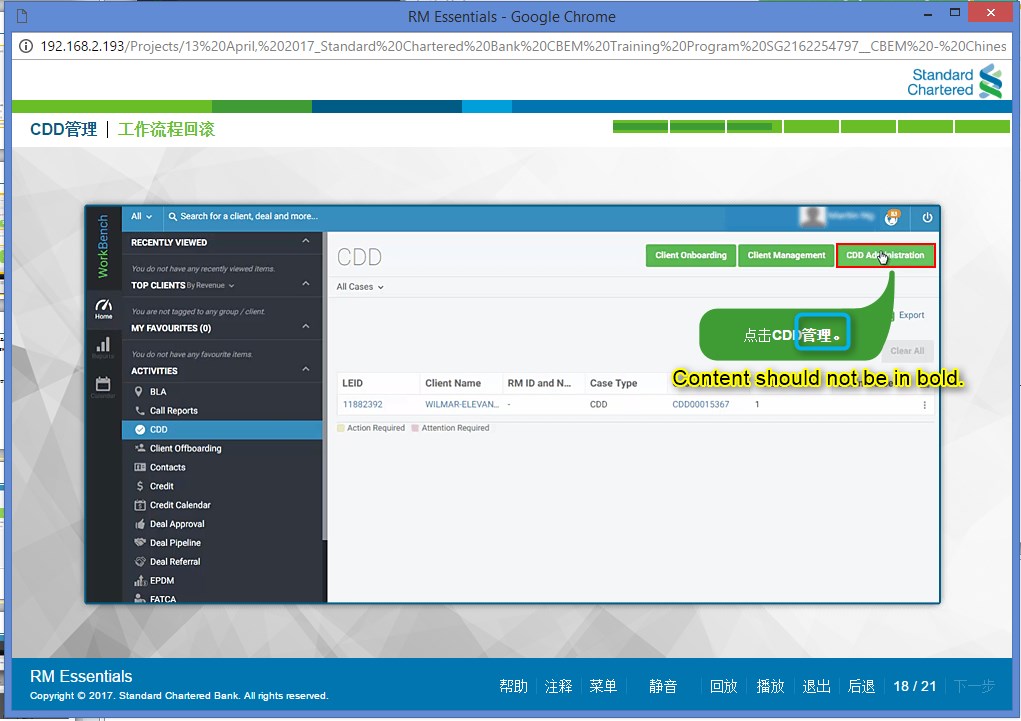 RM Essentials - Google Chrome
192.168.2.193/Projects/13%20April,%202017_Standard%20Chartered%20Bank%20CBEM%20Training%20Program%20SG2162254797__CBEM%20-%20Chines
Standard
Chartered
CDD管理 | 工作流程回滚
WorkBench
All
Search for a client, deal and more...
RECENTLY VIEWED
You do not have any recently viewed items.
TOP CLIENTS By Revenue
You are not tagged to any group / client.
MY FAVOURITES (0)
You do not have any favourite items.
ACTIVITIES
BLA
Call Reports
CDD
Client Offboarding
Contacts
Credit
Credit Calendar
Deal Approval
Deal Pipeline
Deal Referral
EPDM
FATCA
Home
Reports
Calendar
CDD
Client Onboarding
Client Management
CDD Administration
All Cases
Export
点击CDD管理。
Clear All
Content should not be in bold.
LEID Client Name RM ID and N... Case Type
11882392 WILMAR-ELEVAN... - CDD CDD00015367 1
Action Required Attention Required
RM Essentials
Copyright © 2017. Standard Chartered Bank. All rights reserved.
帮助 注释 菜单 静音 回放 播放 退出 后退 18 / 21 下一步